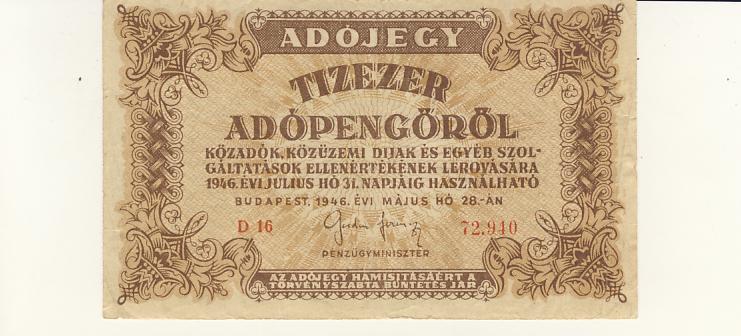 ADÓJEGY
TIZEZER
ADÓPENGŐRŐL
KÖZADÓK, KÖZÜZEMI DIJAK ÉS EGYÉB SZOL-
GÁLTATÁSOK ELLENÉRTÉKÉNEK LEROVÁSÁRA
1946. ÉVI JULIUS HÓ 31. NAPJÁIG HASZNÁLHATÓ
BUDAPEST, 1946. ÉVI MÁJUS HÓ 28.-ÁN
D 16 72.940
PÉNZÜGYMINISZTER
AZ ADÓJEGY HAMISITÁSÁÉRT A
TÖRVÉNYSZABTA BÜNTETÉS JÁR